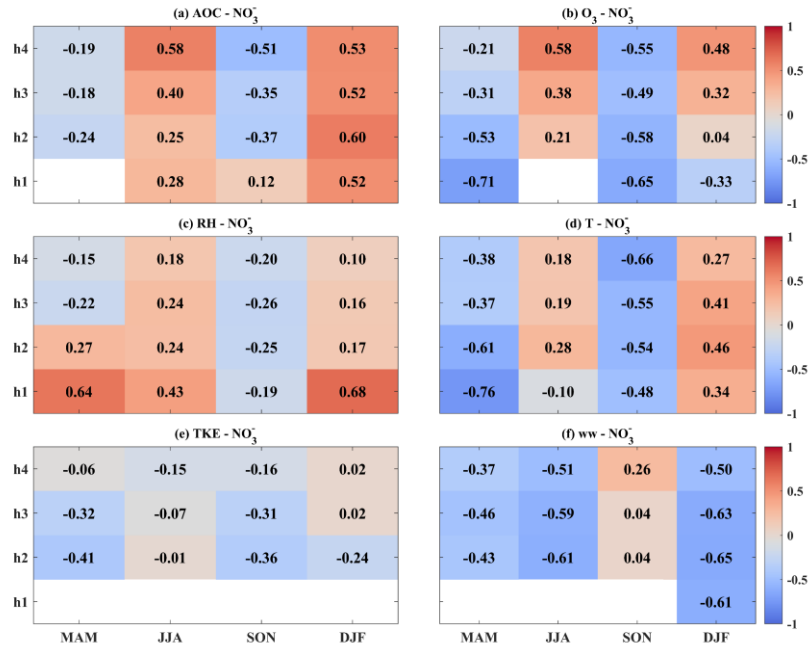 (a) AOC - NO₃⁻
h4 -0.19 0.58 -0.51 0.53
h3 -0.18 0.40 -0.35 0.52
h2 -0.24 0.25 -0.37 0.60
h1 0.28 0.12 0.52
(b) O₃ - NO₃⁻
-0.21 0.58 -0.55 0.48
-0.31 0.38 -0.49 0.32
-0.53 0.21 -0.58 0.04
-0.71 -0.65 -0.33
1
0.5
0
-0.5
-1
(c) RH - NO₃⁻
h4 -0.15 0.18 -0.20 0.10
h3 -0.22 0.24 -0.26 0.16
h2 0.27 0.24 -0.25 0.17
h1 0.64 0.43 -0.19 0.68
(d) T - NO₃⁻
-0.38 0.18 -0.66 0.27
-0.37 0.19 -0.55 0.41
-0.61 0.28 -0.54 0.46
-0.76 -0.10 -0.48 0.34
1
0.5
0
-0.5
-1
(e) TKE - NO₃⁻
h4 -0.06 -0.15 -0.16 0.02
h3 -0.32 -0.07 -0.31 0.02
h2 -0.41 -0.01 -0.36 -0.24
h1
MAM JJA SON DJF
(f) ww - NO₃⁻
-0.37 -0.51 0.26 -0.50
-0.46 -0.59 0.04 -0.63
-0.43 -0.61 0.04 -0.65
-0.61
MAM JJA SON DJF
1
0.5
0
-0.5
-1